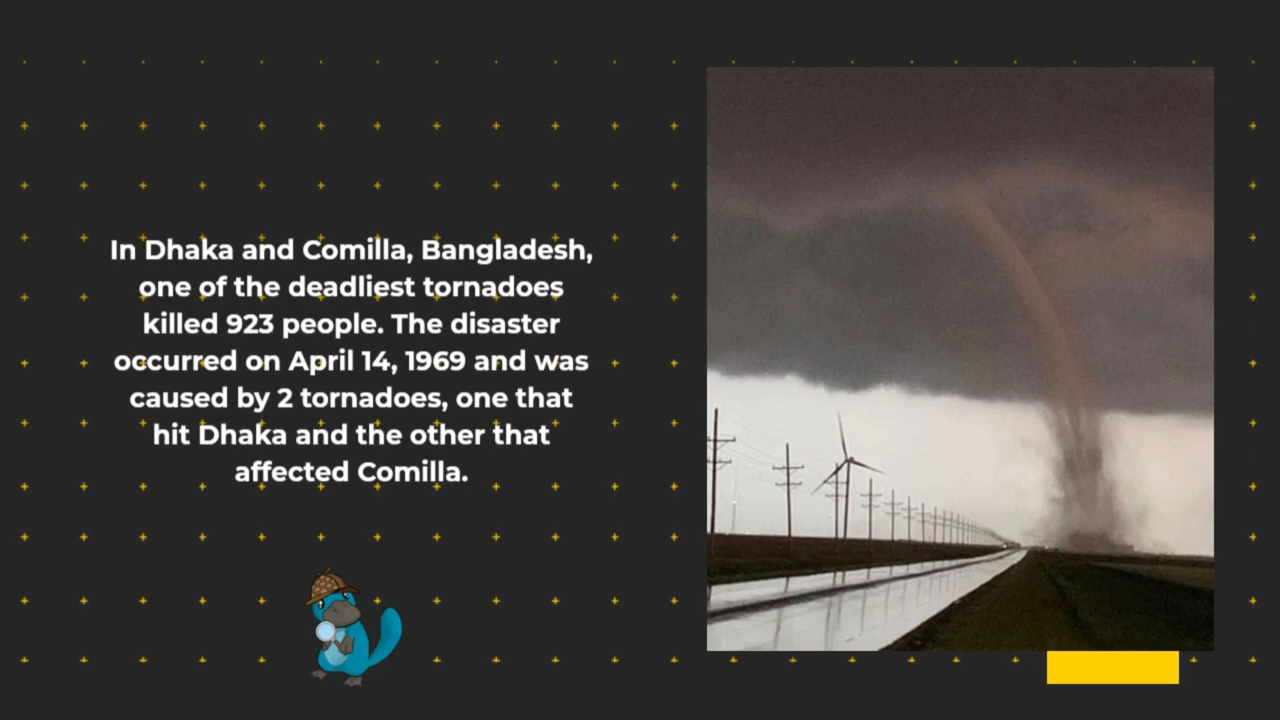 In Dhaka and Comilla, Bangladesh,
one of the deadliest tornadoes
killed 923 people. The disaster
occurred on April 14, 1969 and was
caused by 2 tornadoes, one that
hit Dhaka and the other that
affected Comilla.